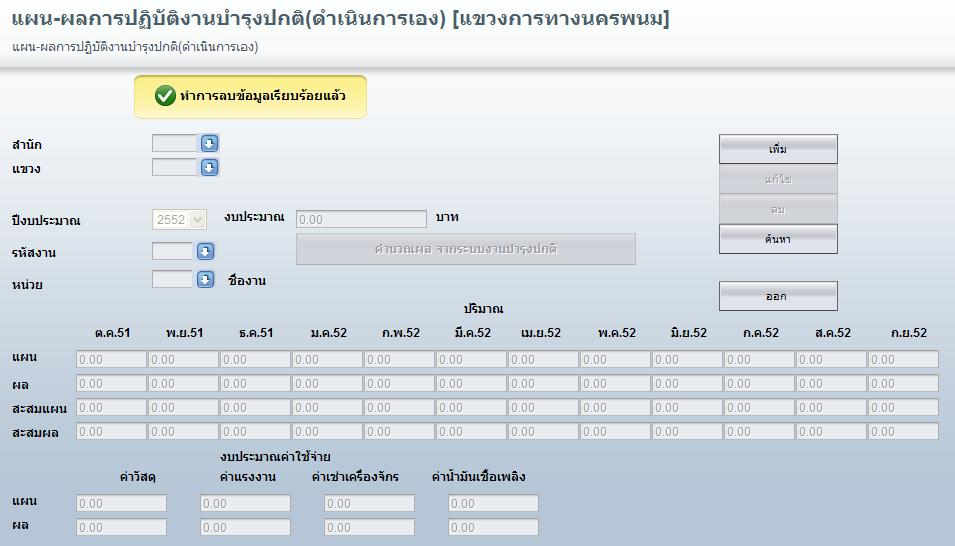 แผน-ผลการปฏิบัติงานบำรุงปกติ(ดำเนินการเอง) [แขวงการทางนครพนม]
แผน-ผลการปฏิบัติงานบำรุงปกติ(ดำเนินการเอง)
ทำการลบข้อมูลเรียบร้อยแล้ว
สำนัก
เพิ่ม
แขวง
แก้ไข
ลบ
ปีงบประมาณ 2552 งบประมาณ 0.00 บาท
ค้นหา
รหัสงาน คำนวณผล จากระบบงานบำรุงปกติ
หน่วย ชื่องาน
ออก
ปริมาณ
ต.ค.51 พ.ย.51 ธ.ค.51 ม.ค.52 ก.พ.52 มี.ค.52 เม.ย.52 พ.ค.52 มิ.ย.52 ก.ค.52 ส.ค.52 ก.ย.52
แผน 0.00 0.00 0.00 0.00 0.00 0.00 0.00 0.00 0.00 0.00 0.00 0.00
ผล 0.00 0.00 0.00 0.00 0.00 0.00 0.00 0.00 0.00 0.00 0.00 0.00
สะสมแผน 0.00 0.00 0.00 0.00 0.00 0.00 0.00 0.00 0.00 0.00 0.00 0.00
สะสมผล 0.00 0.00 0.00 0.00 0.00 0.00 0.00 0.00 0.00 0.00 0.00 0.00
งบประมาณค่าใช้จ่าย
ค่าวัสดุ ค่าแรงงาน ค่าเช่าเครื่องจักร ค่าน้ำมันเชื้อเพลิง
แผน 0.00 0.00 0.00 0.00
ผล 0.00 0.00 0.00 0.00